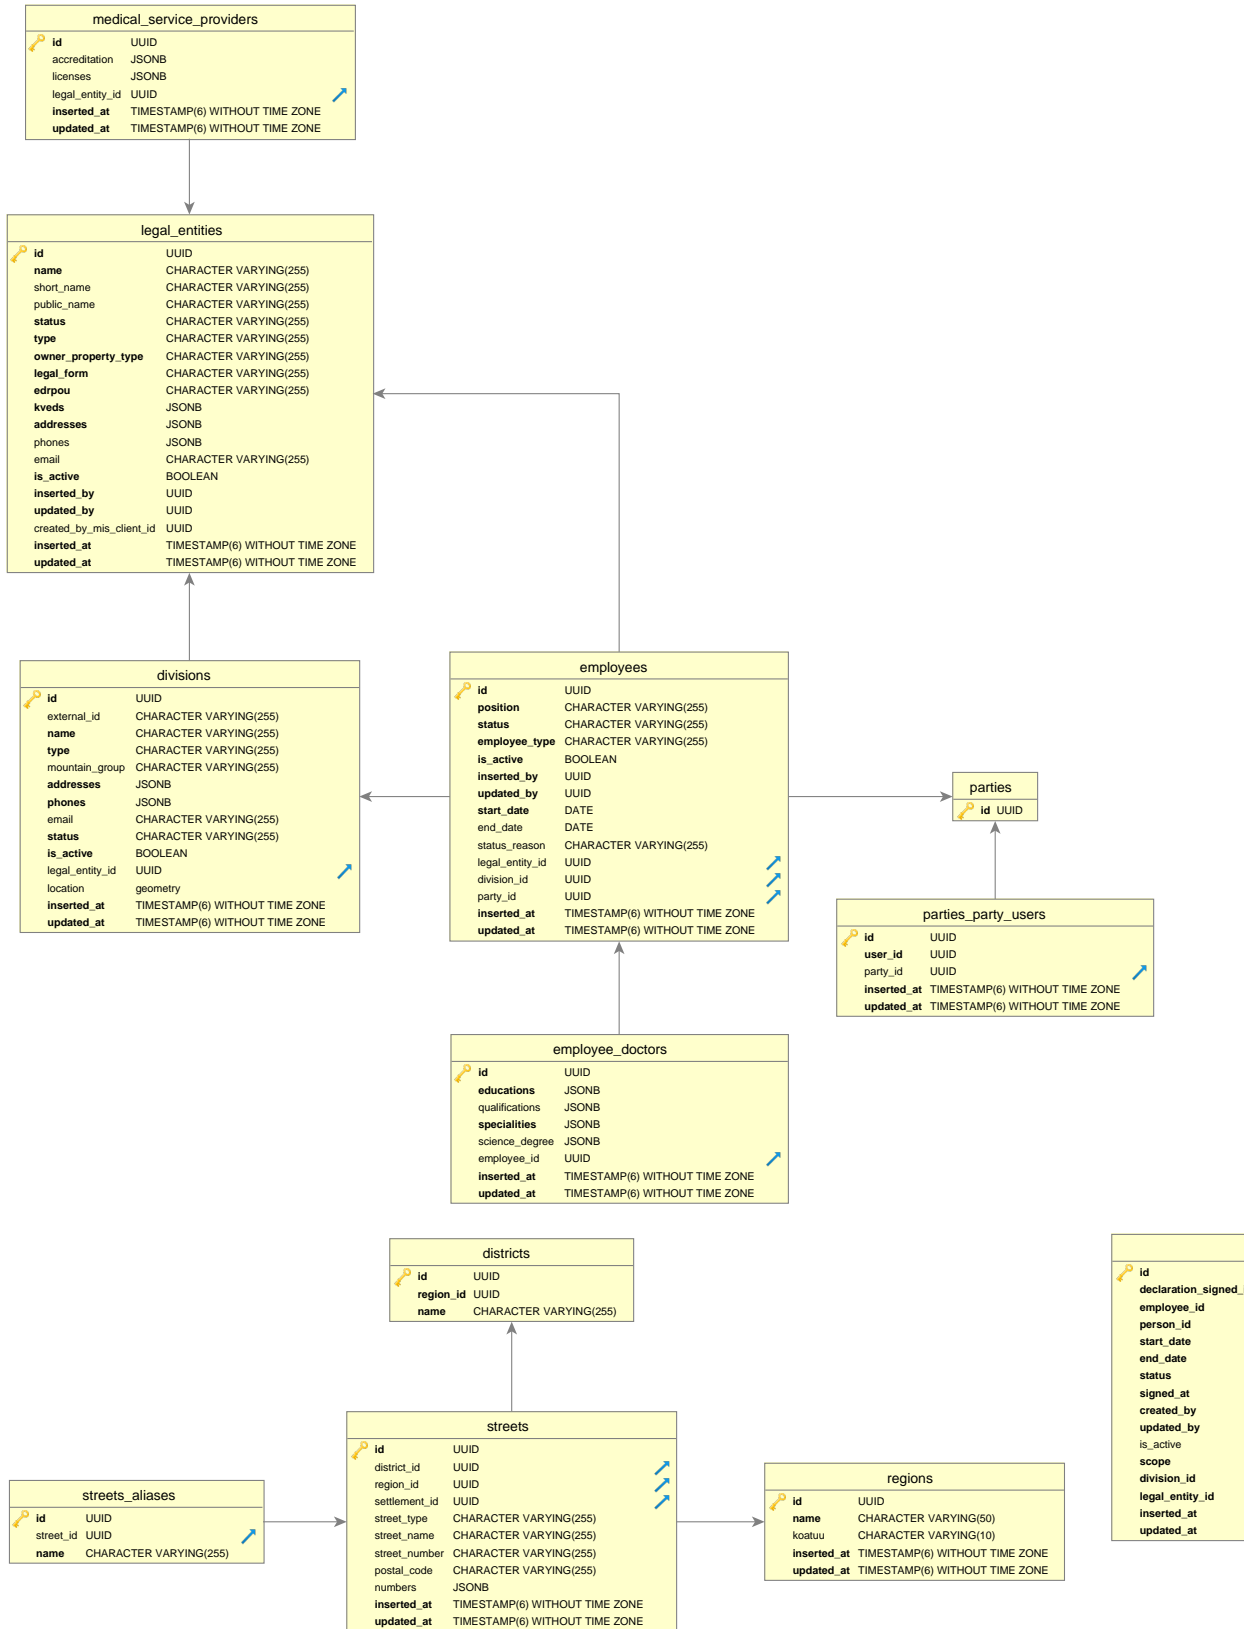 medical_service_providers
id UUID
accreditation JSONB
licenses JSONB
legal_entity_id UUID
inserted_at TIMESTAMP(6) WITHOUT TIME ZONE
updated_at TIMESTAMP(6) WITHOUT TIME ZONE
legal_entities
id UUID
name CHARACTER VARYING(255)
short_name CHARACTER VARYING(255)
public_name CHARACTER VARYING(255)
status CHARACTER VARYING(255)
type CHARACTER VARYING(255)
owner_property_type CHARACTER VARYING(255)
legal_form CHARACTER VARYING(255)
edrpou CHARACTER VARYING(255)
kveds JSONB
addresses JSONB
phones JSONB
email CHARACTER VARYING(255)
is_active BOOLEAN
inserted_by UUID
updated_by UUID
created_by_mis_client_id UUID
inserted_at TIMESTAMP(6) WITHOUT TIME ZONE
updated_at TIMESTAMP(6) WITHOUT TIME ZONE
divisions
id UUID
external_id CHARACTER VARYING(255)
name CHARACTER VARYING(255)
type CHARACTER VARYING(255)
mountain_group CHARACTER VARYING(255)
addresses JSONB
phones JSONB
email CHARACTER VARYING(255)
status CHARACTER VARYING(255)
is_active BOOLEAN
legal_entity_id UUID
location geometry
inserted_at TIMESTAMP(6) WITHOUT TIME ZONE
updated_at TIMESTAMP(6) WITHOUT TIME ZONE
employees
id UUID
position CHARACTER VARYING(255)
status CHARACTER VARYING(255)
employee_type CHARACTER VARYING(255)
is_active BOOLEAN
inserted_by UUID
updated_by UUID
start_date DATE
end_date DATE
status_reason CHARACTER VARYING(255)
legal_entity_id UUID
division_id UUID
party_id UUID
inserted_at TIMESTAMP(6) WITHOUT TIME ZONE
updated_at TIMESTAMP(6) WITHOUT TIME ZONE
parties
id UUID
parties_party_users
id UUID
user_id UUID
party_id UUID
inserted_at TIMESTAMP(6) WITHOUT TIME ZONE
updated_at TIMESTAMP(6) WITHOUT TIME ZONE
employee_doctors
id UUID
educations JSONB
qualifications JSONB
specialities JSONB
science_degree JSONB
employee_id UUID
inserted_at TIMESTAMP(6) WITHOUT TIME ZONE
updated_at TIMESTAMP(6) WITHOUT TIME ZONE
districts
id UUID
region_id UUID
name CHARACTER VARYING(255)
id
declaration_signed_
employee_id
person_id
start_date
end_date
status
signed_at
created_by
updated_by
is_active
scope
division_id
legal_entity_id
inserted_at
updated_at
streets
id UUID
district_id UUID
region_id UUID
settlement_id UUID
street_type CHARACTER VARYING(255)
street_name CHARACTER VARYING(255)
street_number CHARACTER VARYING(255)
postal_code CHARACTER VARYING(255)
numbers JSONB
inserted_at TIMESTAMP(6) WITHOUT TIME ZONE
updated_at TIMESTAMP(6) WITHOUT TIME ZONE
streets_aliases
id UUID
street_id UUID
name CHARACTER VARYING(255)
regions
id UUID
name CHARACTER VARYING(50)
koatuu CHARACTER VARYING(10)
inserted_at TIMESTAMP(6) WITHOUT TIME ZONE
updated_at TIMESTAMP(6) WITHOUT TIME ZONE